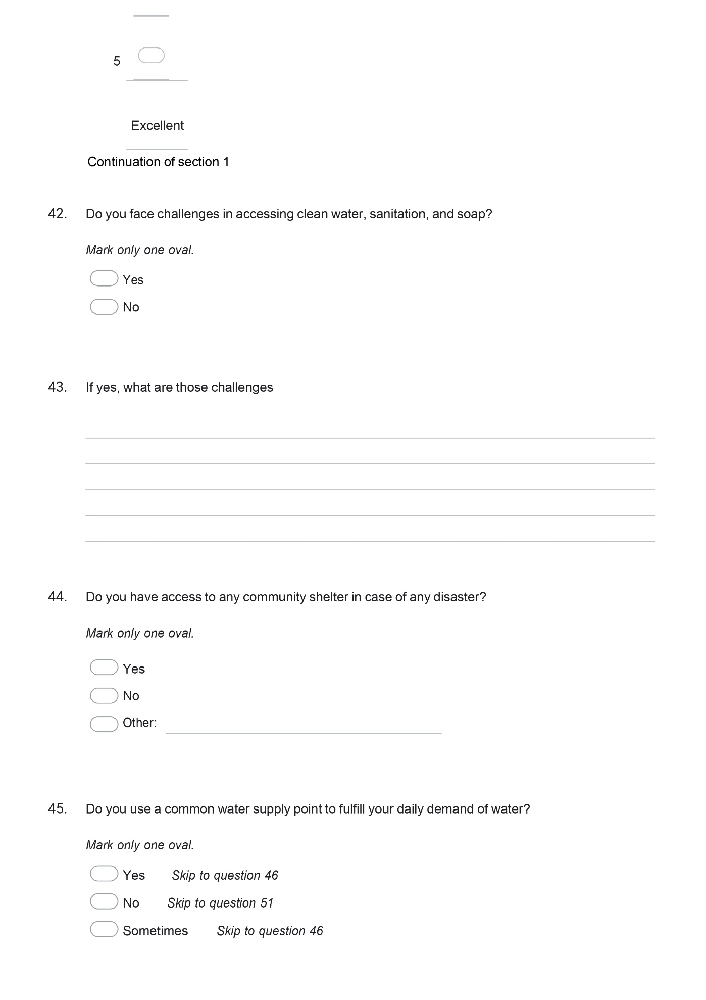 5
Excellent
Continuation of section 1
42. Do you face challenges in accessing clean water, sanitation, and soap?
Mark only one oval.
Yes
No
43. If yes, what are those challenges
44. Do you have access to any community shelter in case of any disaster?
Mark only one oval.
Yes
No
Other:
45. Do you use a common water supply point to fulfill your daily demand of water?
Mark only one oval.
Yes Skip to question 46
No Skip to question 51
Sometimes Skip to question 46